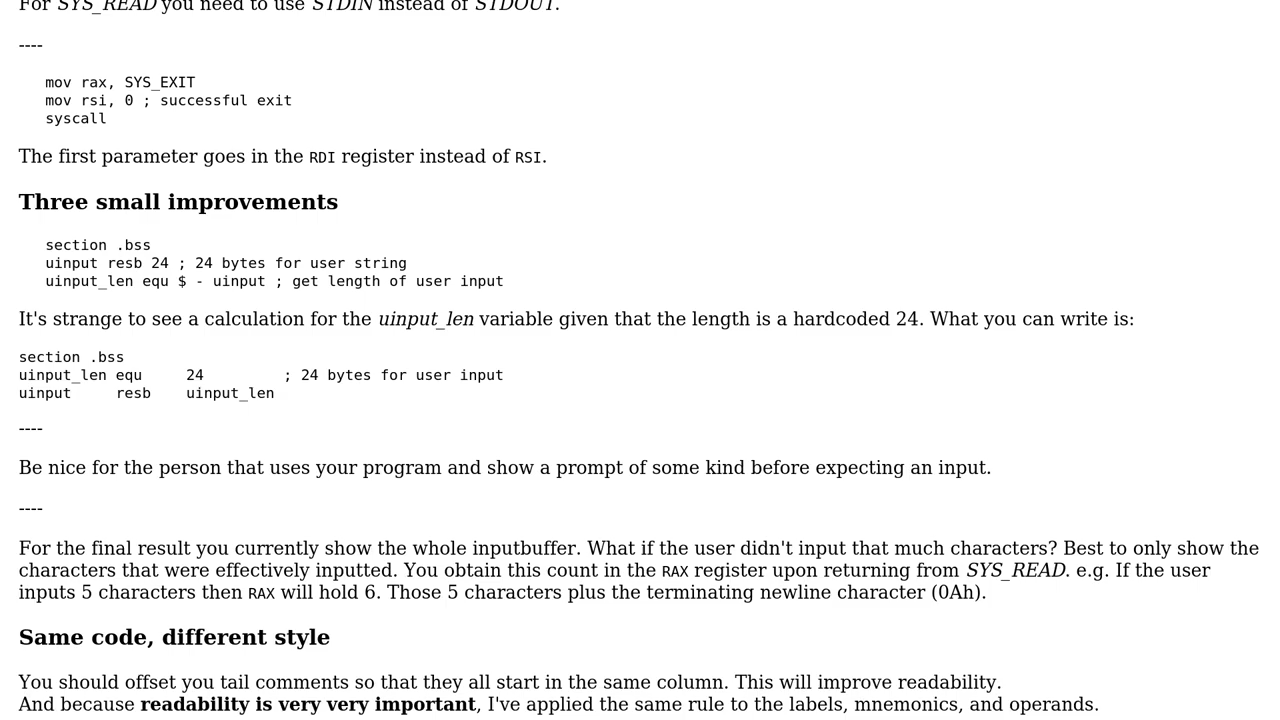 For SYS_READ you need to use STDIN instead of STDOUT.
----
mov rax, SYS_EXIT
mov rsi, 0 ; successful exit
syscall
The first parameter goes in the RDI register instead of RSI.
Three small improvements
section .bss
uinput resb 24 ; 24 bytes for user string
uinput_len equ $ - uinput ; get length of user input
It's strange to see a calculation for the uinput_len variable given that the length is a hardcoded 24. What you can write is:
section .bss
uinput_len equ     24         ; 24 bytes for user input
uinput     resb    uinput_len
----
Be nice for the person that uses your program and show a prompt of some kind before expecting an input.
----
For the final result you currently show the whole inputbuffer. What if the user didn't input that much characters? Best to only show the
characters that were effectively inputted. You obtain this count in the RAX register upon returning from SYS_READ. e.g. If the user
inputs 5 characters then RAX will hold 6. Those 5 characters plus the terminating newline character (0Ah).
Same code, different style
You should offset you tail comments so that they all start in the same column. This will improve readability.
And because readability is very very important, I've applied the same rule to the labels, mnemonics, and operands.